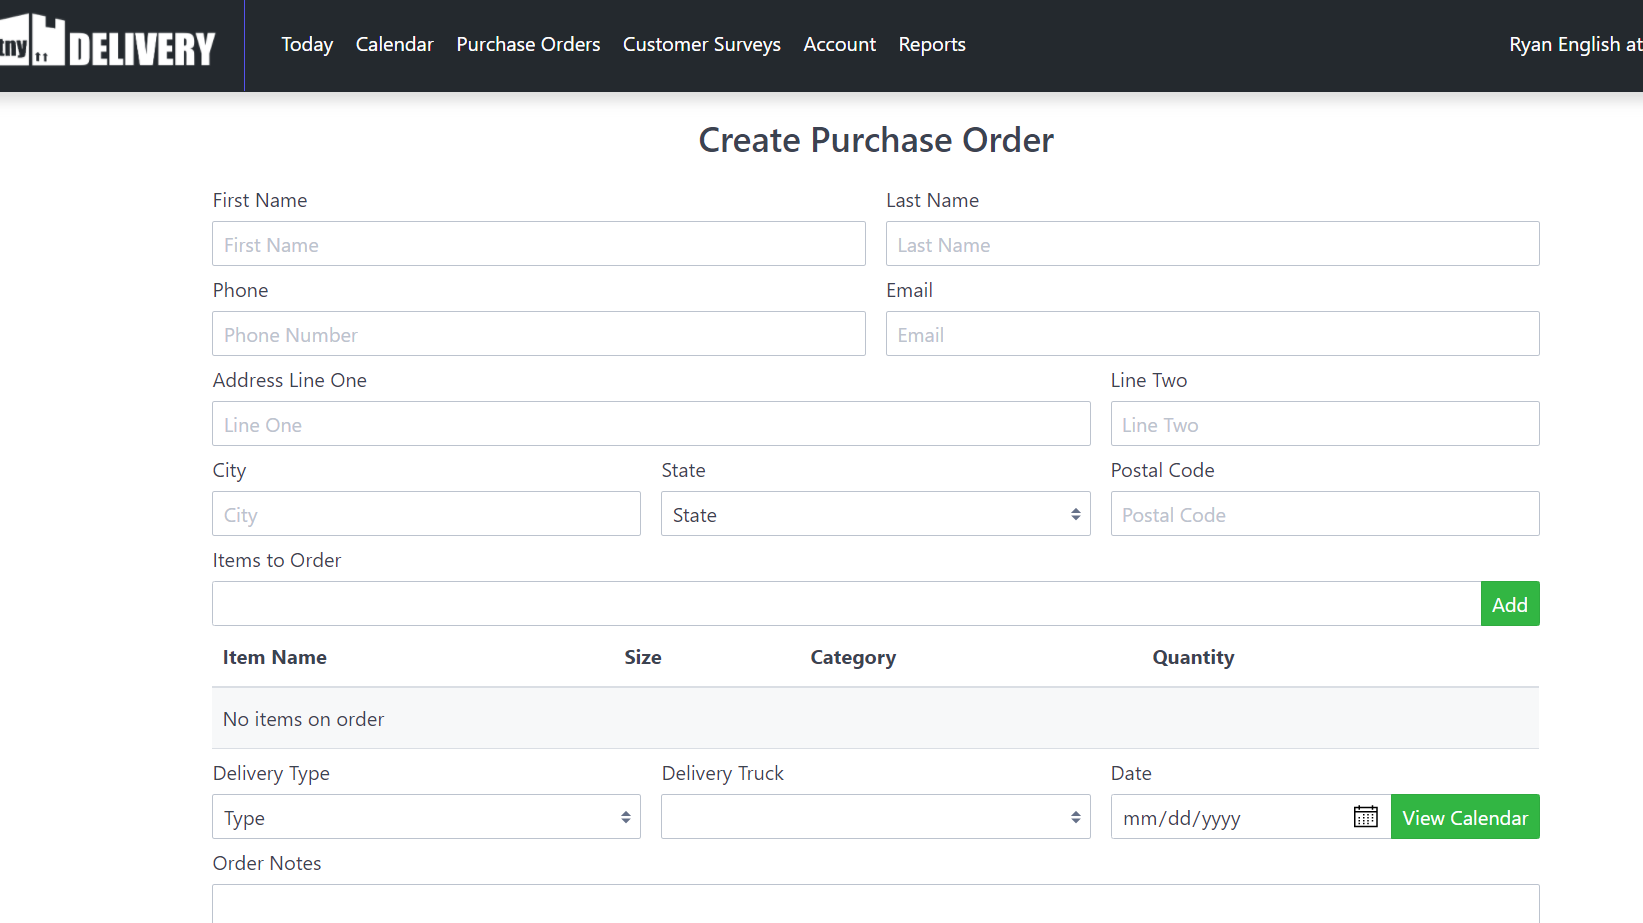 tny DELIVERY
Today Calendar Purchase Orders Customer Surveys Account Reports Ryan English at
Create Purchase Order
First Name Last Name
First Name Last Name
Phone Email
Phone Number Email
Address Line One Line Two
Line One Line Two
City State Postal Code
City State Postal Code
Items to Order
Add
Item Name Size Category Quantity
No items on order
Delivery Type Delivery Truck Date
Type mm/dd/yyyy View Calendar
Order Notes